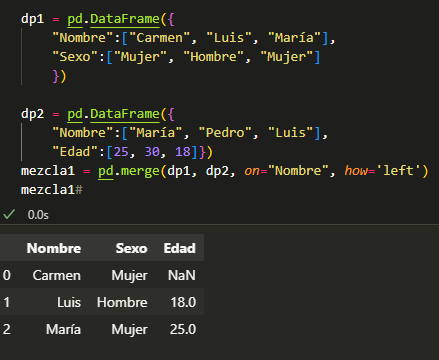 dp1 = pd.DataFrame({
"Nombre":["Carmen", "Luis", "María"],
"Sexo":["Mujer", "Hombre", "Mujer"]
})
dp2 = pd.DataFrame({
"Nombre":["María", "Pedro", "Luis"],
"Edad":[25, 30, 18]})
mezcla1 = pd.merge(dp1, dp2, on="Nombre", how='left')
mezcla1#
0.0s
Nombre Sexo Edad
0 Carmen Mujer NaN
1 Luis Hombre 18.0
2 María Mujer 25.0